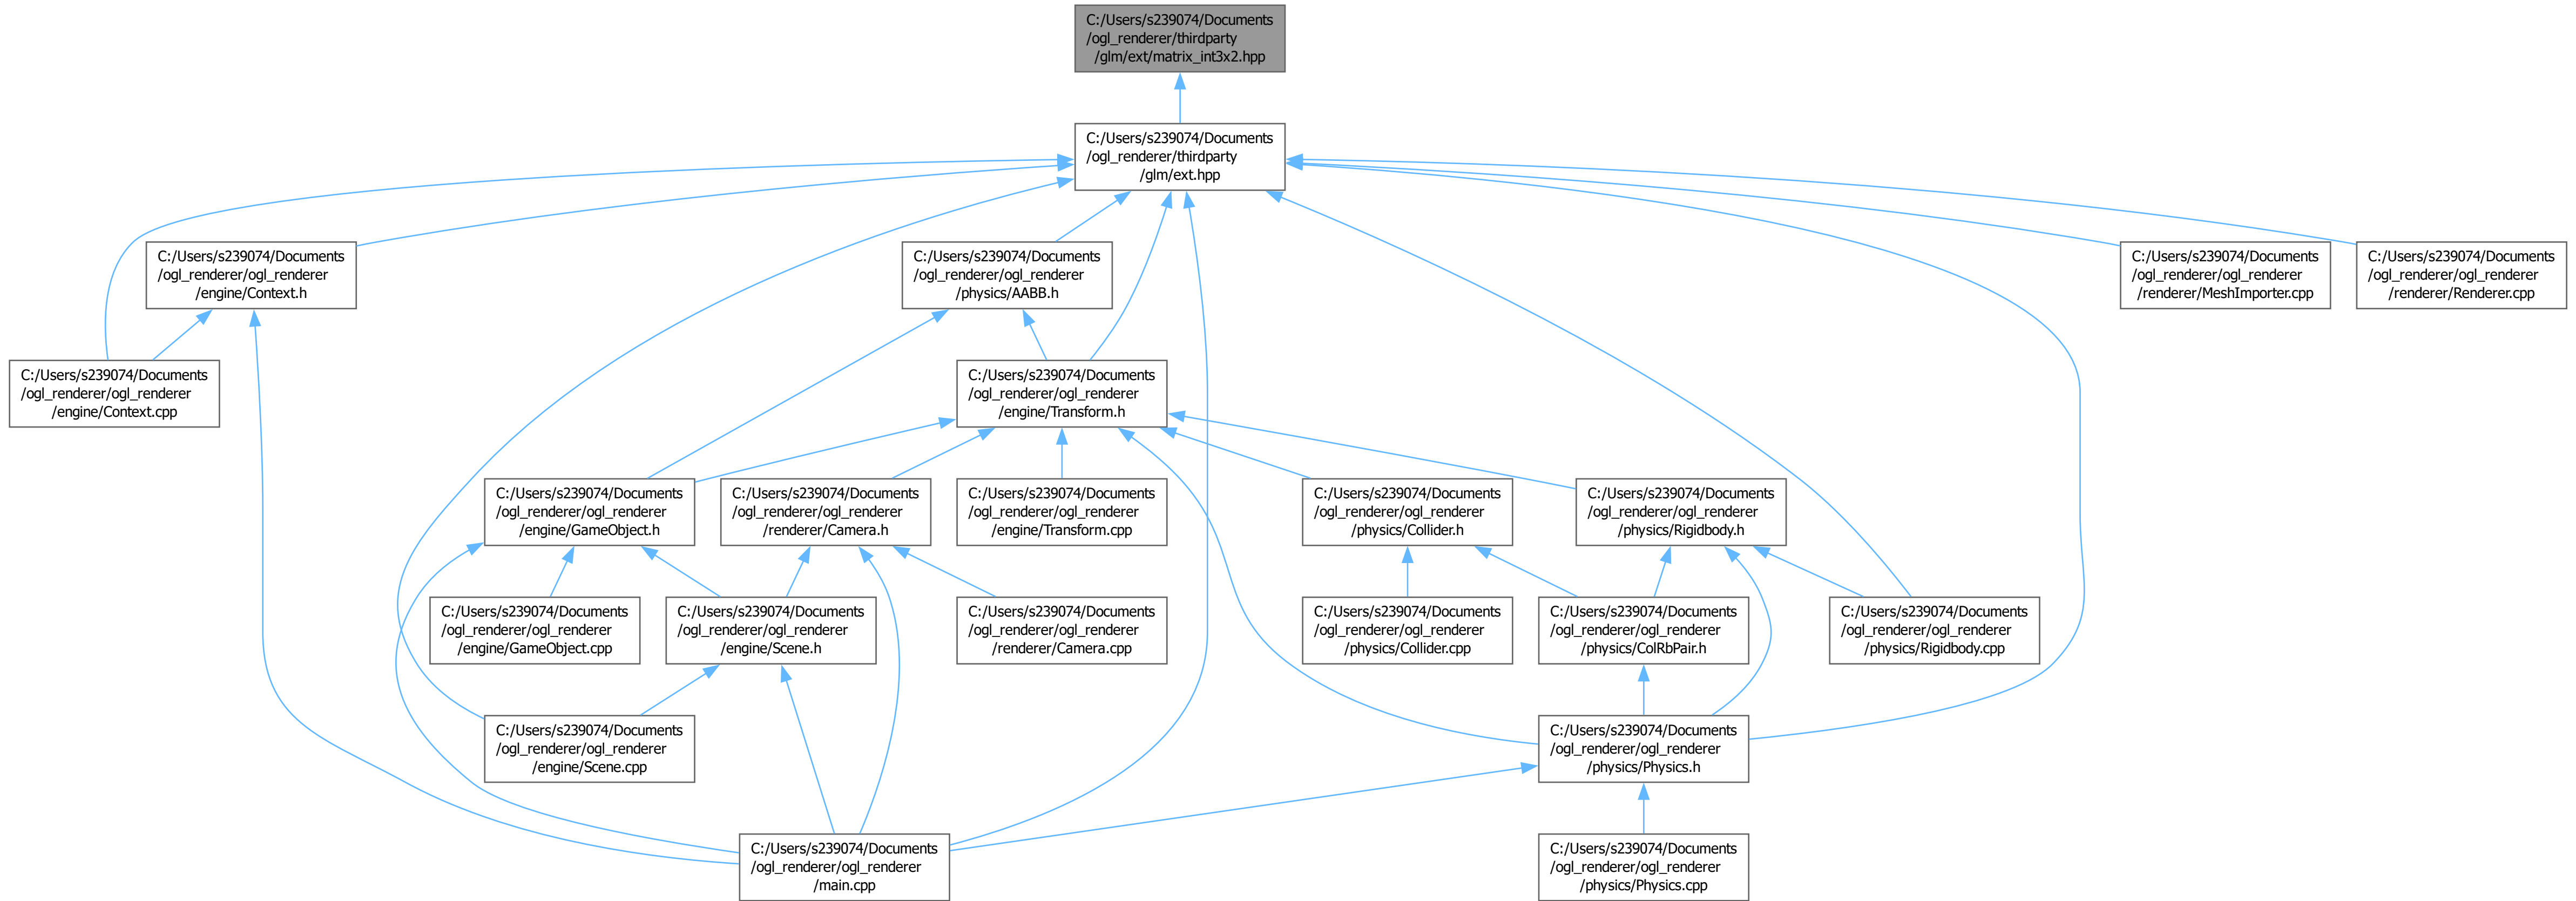 C:/Users/s239074/Documents
/ogl_renderer/thirdparty
/glm/ext/matrix_int3x2.hpp
C:/Users/s239074/Documents
/ogl_renderer/thirdparty
/glm/ext.hpp
C:/Users/s239074/Documents
/ogl_renderer/ogl_renderer
/engine/Context.h
C:/Users/s239074/Documents
/ogl_renderer/ogl_renderer
/physics/AABB.h
C:/Users/s239074/Documents
/ogl_renderer/ogl_renderer
/renderer/MeshImporter.cpp
C:/Users/s239074/Documents
/ogl_renderer/ogl_renderer
/renderer/Renderer.cpp
C:/Users/s239074/Documents
/ogl_renderer/ogl_renderer
/engine/Context.cpp
C:/Users/s239074/Documents
/ogl_renderer/ogl_renderer
/engine/Transform.h
C:/Users/s239074/Documents
/ogl_renderer/ogl_renderer
/engine/GameObject.h
C:/Users/s239074/Documents
/ogl_renderer/ogl_renderer
/renderer/Camera.h
C:/Users/s239074/Documents
/ogl_renderer/ogl_renderer
/engine/Transform.cpp
C:/Users/s239074/Documents
/ogl_renderer/ogl_renderer
/physics/Collider.h
C:/Users/s239074/Documents
/ogl_renderer/ogl_renderer
/physics/Rigidbody.h
C:/Users/s239074/Documents
/ogl_renderer/ogl_renderer
/engine/GameObject.cpp
C:/Users/s239074/Documents
/ogl_renderer/ogl_renderer
/engine/Scene.h
C:/Users/s239074/Documents
/ogl_renderer/ogl_renderer
/renderer/Camera.cpp
C:/Users/s239074/Documents
/ogl_renderer/ogl_renderer
/physics/Collider.cpp
C:/Users/s239074/Documents
/ogl_renderer/ogl_renderer
/physics/ColRbPair.h
C:/Users/s239074/Documents
/ogl_renderer/ogl_renderer
/physics/Rigidbody.cpp
C:/Users/s239074/Documents
/ogl_renderer/ogl_renderer
/engine/Scene.cpp
C:/Users/s239074/Documents
/ogl_renderer/ogl_renderer
/physics/Physics.h
C:/Users/s239074/Documents
/ogl_renderer/ogl_renderer
/main.cpp
C:/Users/s239074/Documents
/ogl_renderer/ogl_renderer
/physics/Physics.cpp